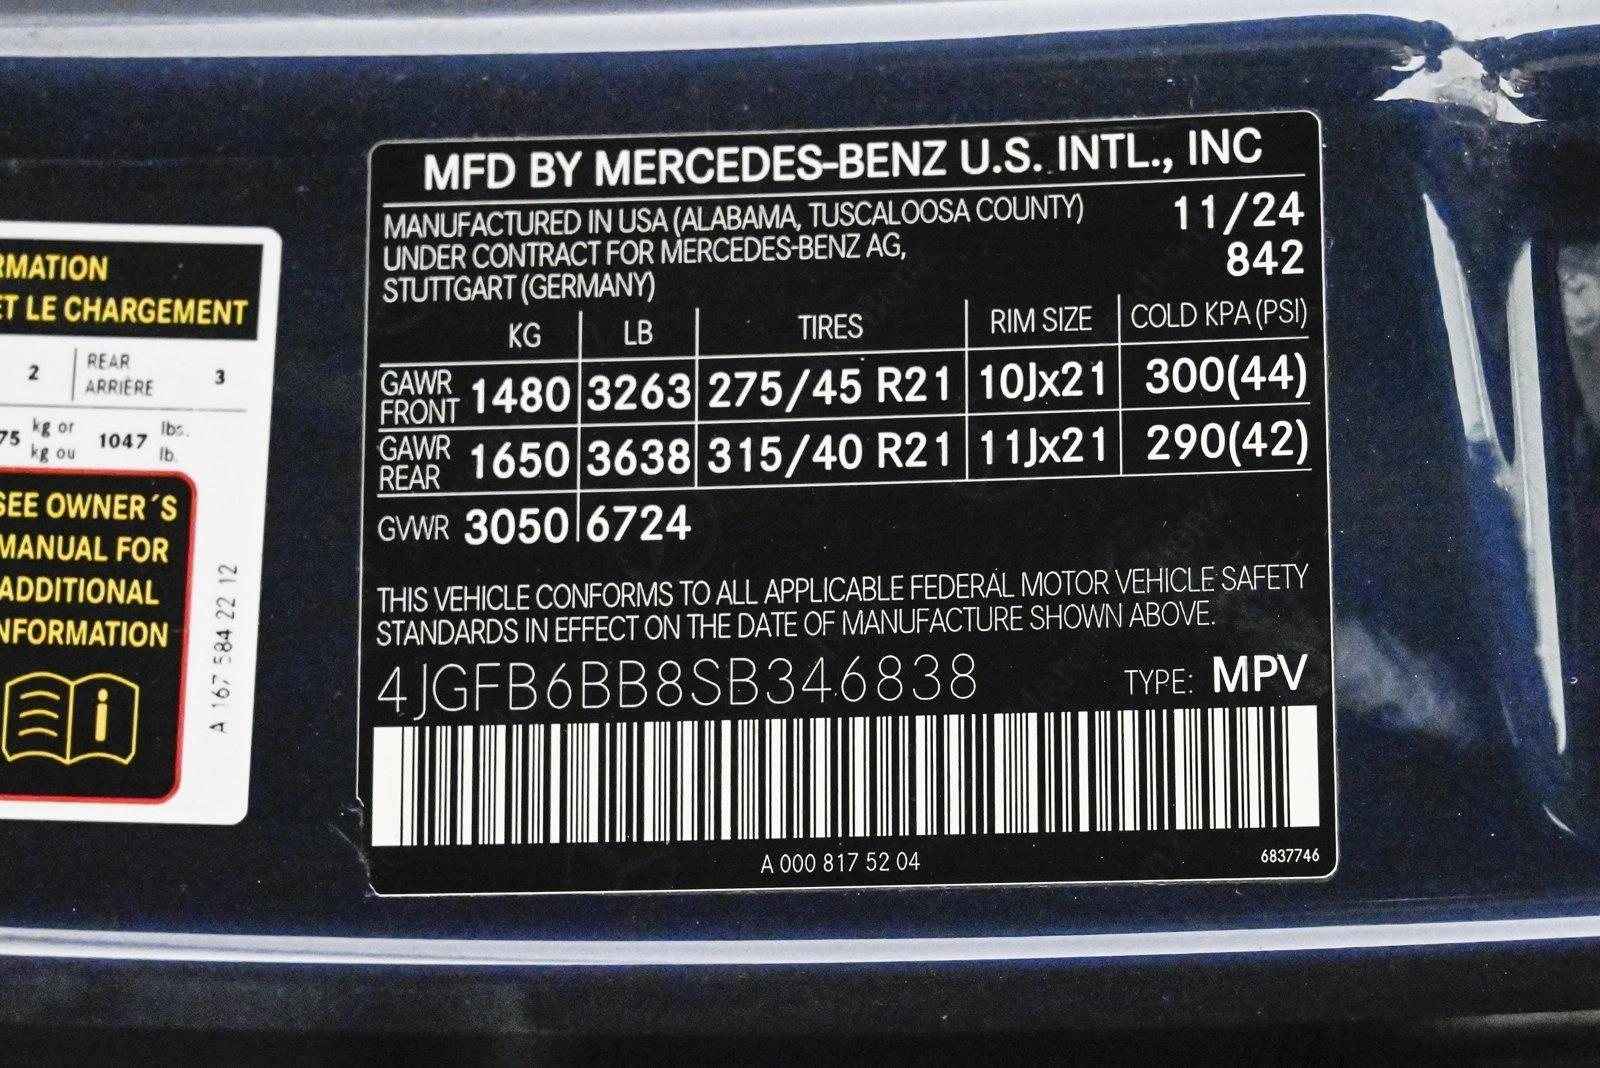 RMATION
ET LE CHARGEMENT
2 REAR ARRIÈRE 3
75 kg or kg ou 1047 lbs. lb.
SEE OWNER´S
MANUAL FOR
ADDITIONAL
NFORMATION
A 167 584 22 12
MFD BY MERCEDES-BENZ U.S. INTL., INC
MANUFACTURED IN USA (ALABAMA, TUSCALOOSA COUNTY) 11/24
UNDER CONTRACT FOR MERCEDES-BENZ AG, 842
STUTTGART (GERMANY)
KG LB TIRES RIM SIZE COLD KPA (PSI)
GAWR FRONT 1480 3263 275/45 R21 10Jx21 300(44)
GAWR REAR 1650 3638 315/40 R21 11Jx21 290(42)
GVWR 3050 6724
THIS VEHICLE CONFORMS TO ALL APPLICABLE FEDERAL MOTOR VEHICLE SAFETY
STANDARDS IN EFFECT ON THE DATE OF MANUFACTURE SHOWN ABOVE.
4JGFB6BB8SB346838 TYPE: MPV
A 000 817 52 04 6837746